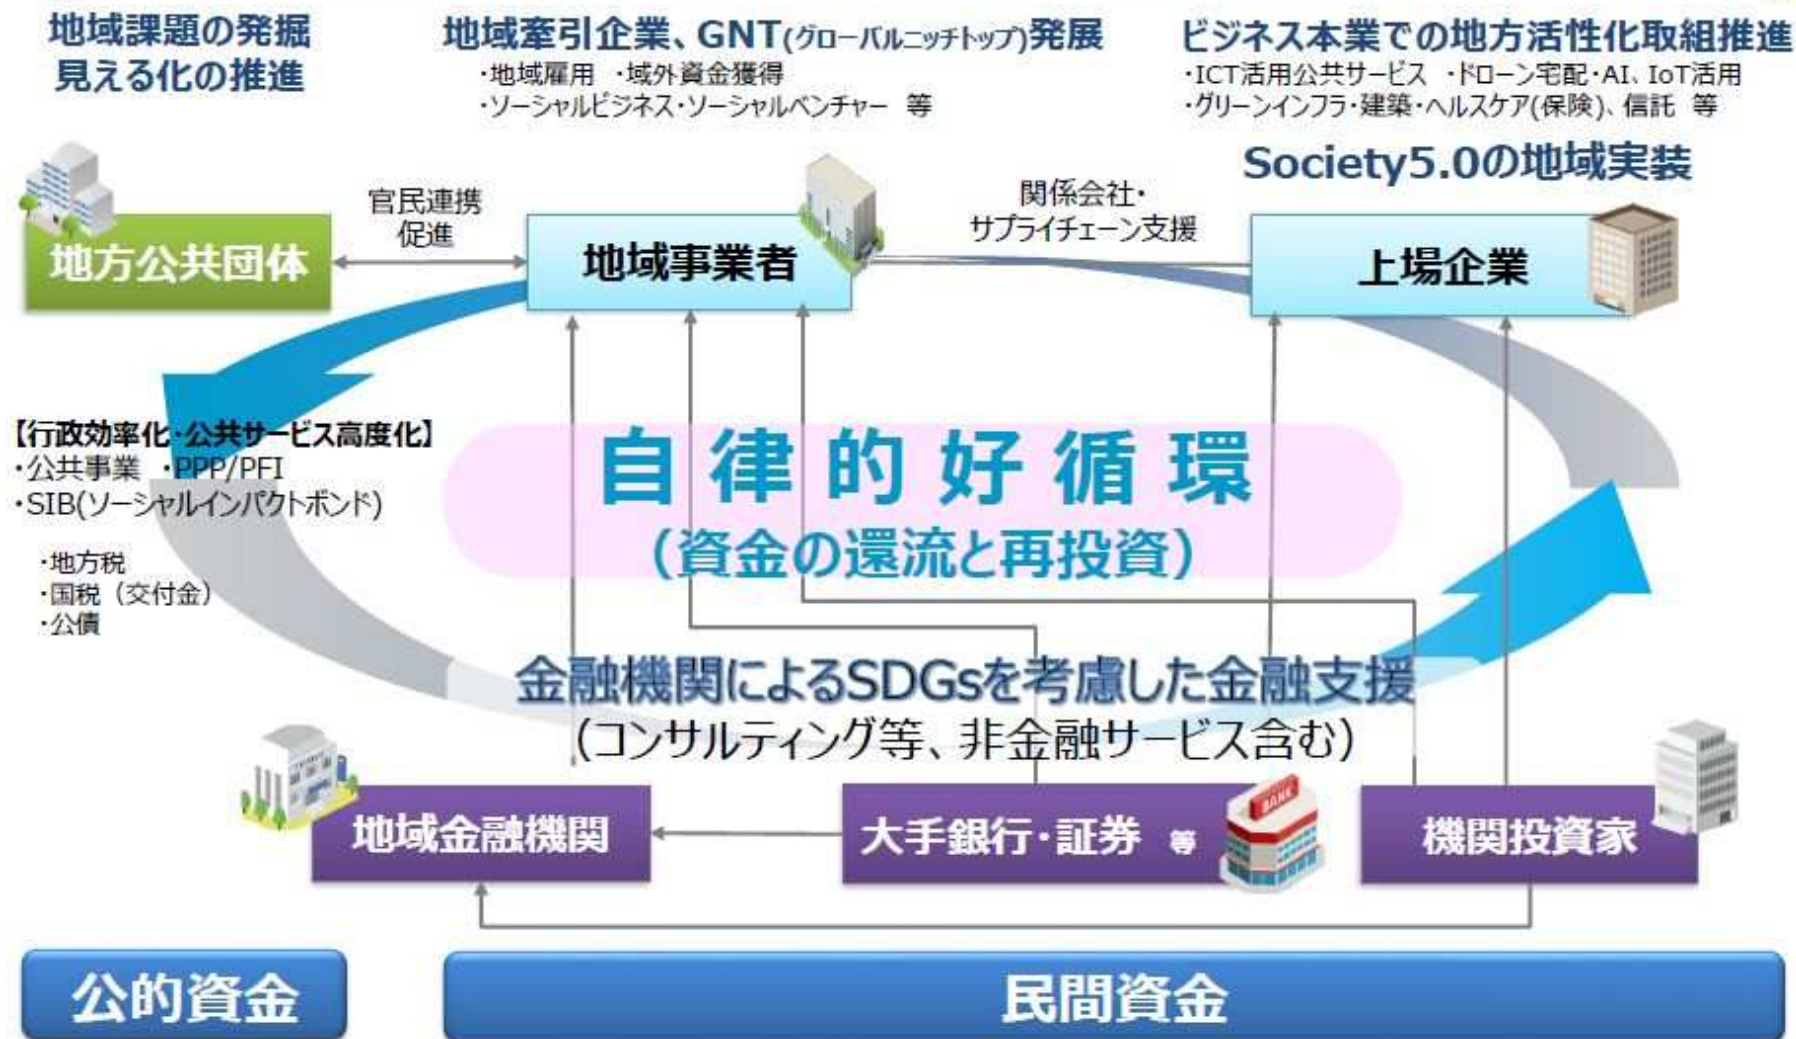 地域課題の発掘
見える化の推進
地域牽引企業、GNT(グローバルニッチトップ)発展
・地域雇用 ・域外資金獲得
・ソーシャルビジネス・ソーシャルベンチャー 等
ビジネス本業での地方活性化取組推進
・ICT活用公共サービス ・ドローン宅配・AI、IoT活用
・グリーンインフラ・建築・ヘルスケア(保険)、信託 等
Society5.0の地域実装
官民連携
促進
関係会社・
サプライチェーン支援
地方公共団体
地域事業者
上場企業
【行政効率化・公共サービス高度化】
・公共事業 ・PPP/PFI
・SIB(ソーシャルインパクトボンド)
・地方税
・国税（交付金）
・公債
自律的好循環
（資金の還流と再投資）
金融機関によるSDGsを考慮した金融支援
(コンサルティング等、非金融サービス含む)
地域金融機関
大手銀行・証券 等
BANK
機関投資家
公的資金
民間資金